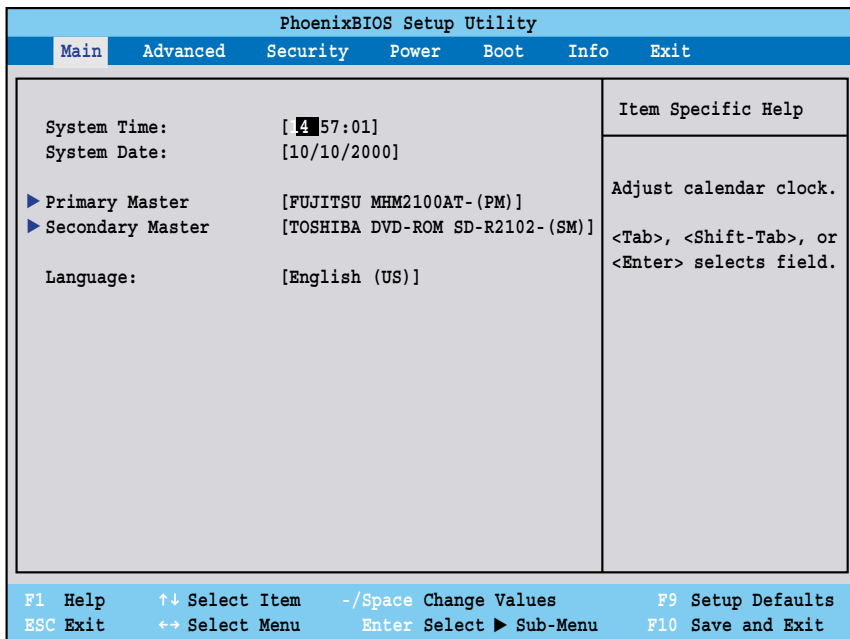 PhoenixBIOS Setup Utility
Main Advanced Security Power Boot Info Exit
System Time: [14 57:01]
System Date: [10/10/2000]
Primary Master [FUJITSU MHM2100AT-(PM)]
Secondary Master [TOSHIBA DVD-ROM SD-R2102-(SM)]
Language: [English (US)]
Item Specific Help
Adjust calendar clock.
<Tab>, <Shift-Tab>, or
<Enter> selects field.
F1 Help ↑↓ Select Item -/Space Change Values F9 Setup Defaults
ESC Exit ←→ Select Menu Enter Select ▶ Sub-Menu F10 Save and Exit